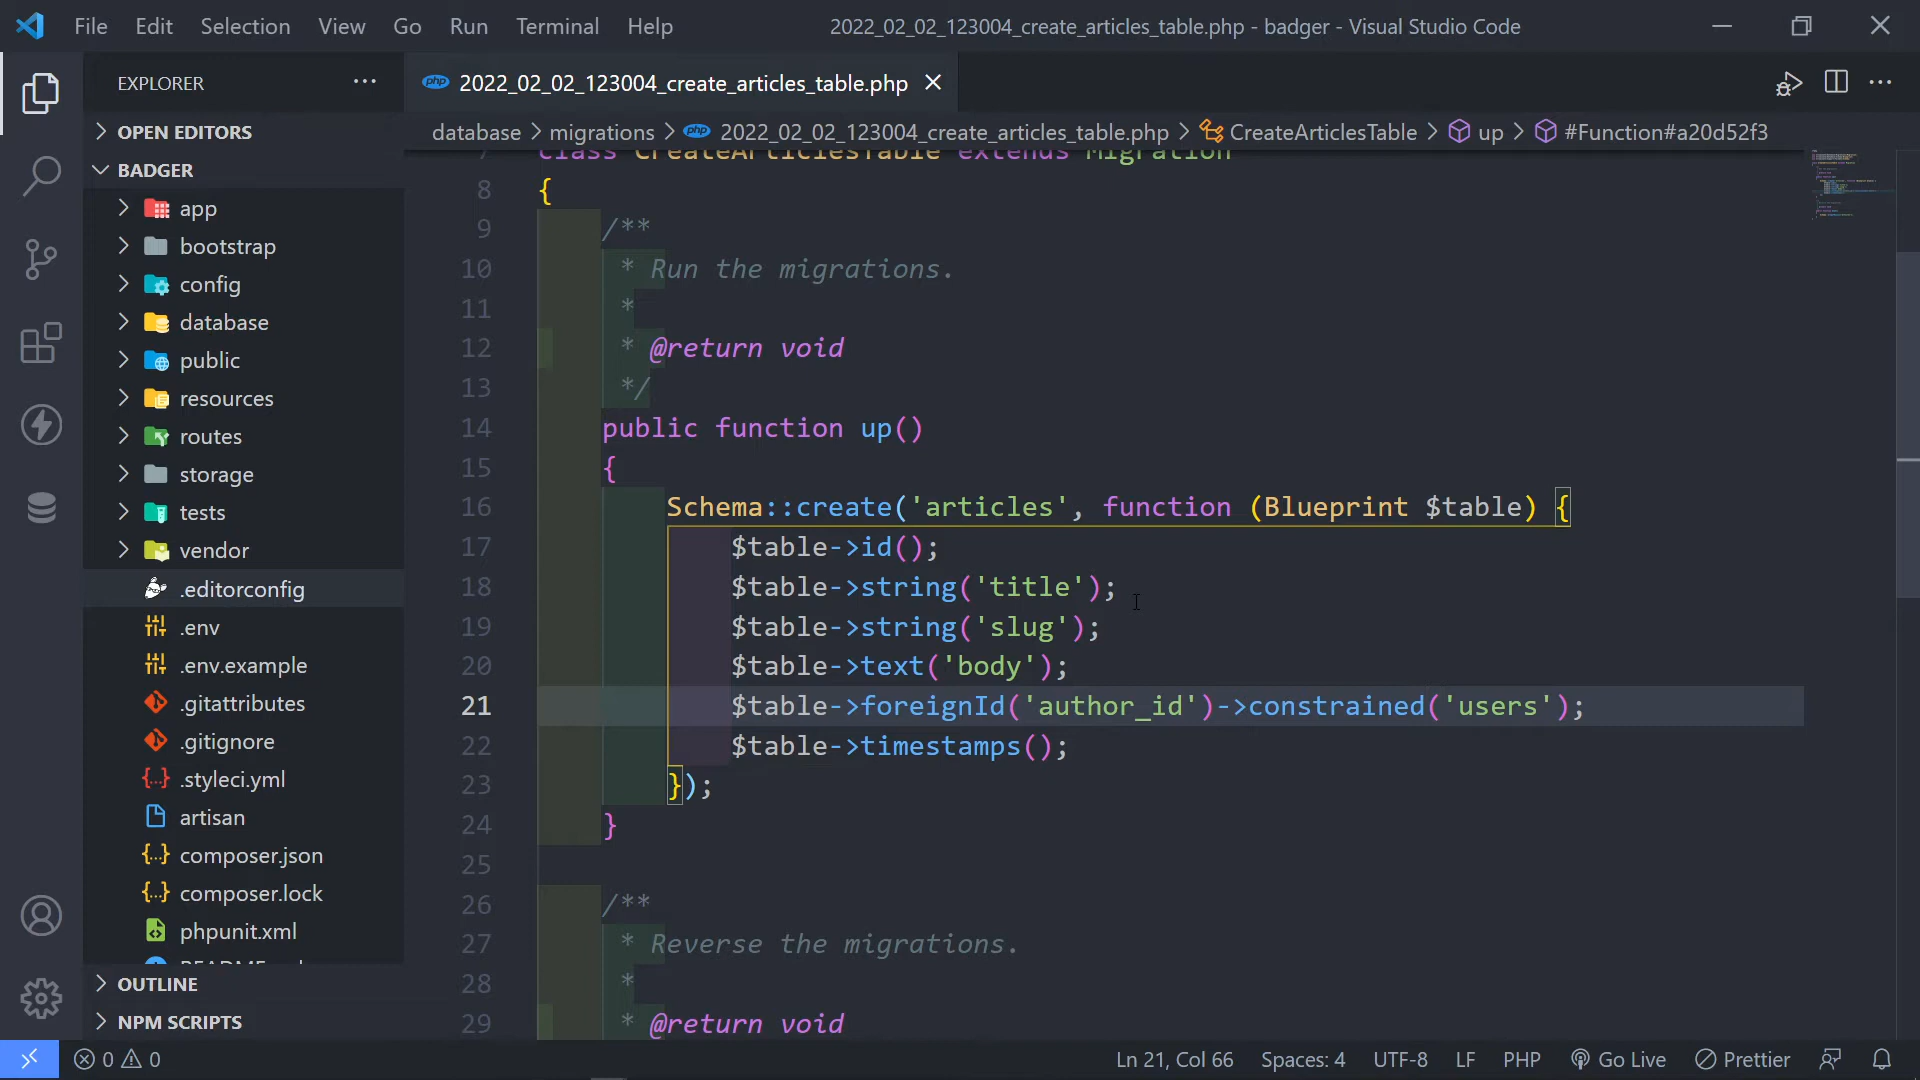 File Edit Selection View Go Run Terminal Help
2022_02_02_123004_create_articles_table.php - badger - Visual Studio Code
EXPLORER
OPEN EDITORS
BADGER
app
bootstrap
config
database
public
resources
routes
storage
tests
vendor
.editorconfig
.env
.env.example
.gitattributes
.gitignore
.styleci.yml
artisan
composer.json
composer.lock
phpunit.xml
OUTLINE
NPM SCRIPTS
php 2022_02_02_123004_create_articles_table.php
database > migrations > php 2022_02_02_123004_create_articles_table.php > CreateArticlesTable > up > #Function#a20d52f3
class CreateArticlesTable extends Migration
8 {
9 /**
10 * Run the migrations.
11 *
12 * @return void
13 */
14 public function up()
15 {
16 Schema::create('articles', function (Blueprint $table) {
17 $table->id();
18 $table->string('title');
19 $table->string('slug');
20 $table->text('body');
21 $table->foreignId('author_id')->constrained('users');
22 $table->timestamps();
23 });
24 }
25
26 /**
27 * Reverse the migrations.
28 *
29 * @return void
0 0 Ln 21, Col 66 Spaces: 4 UTF-8 LF PHP Go Live Prettier